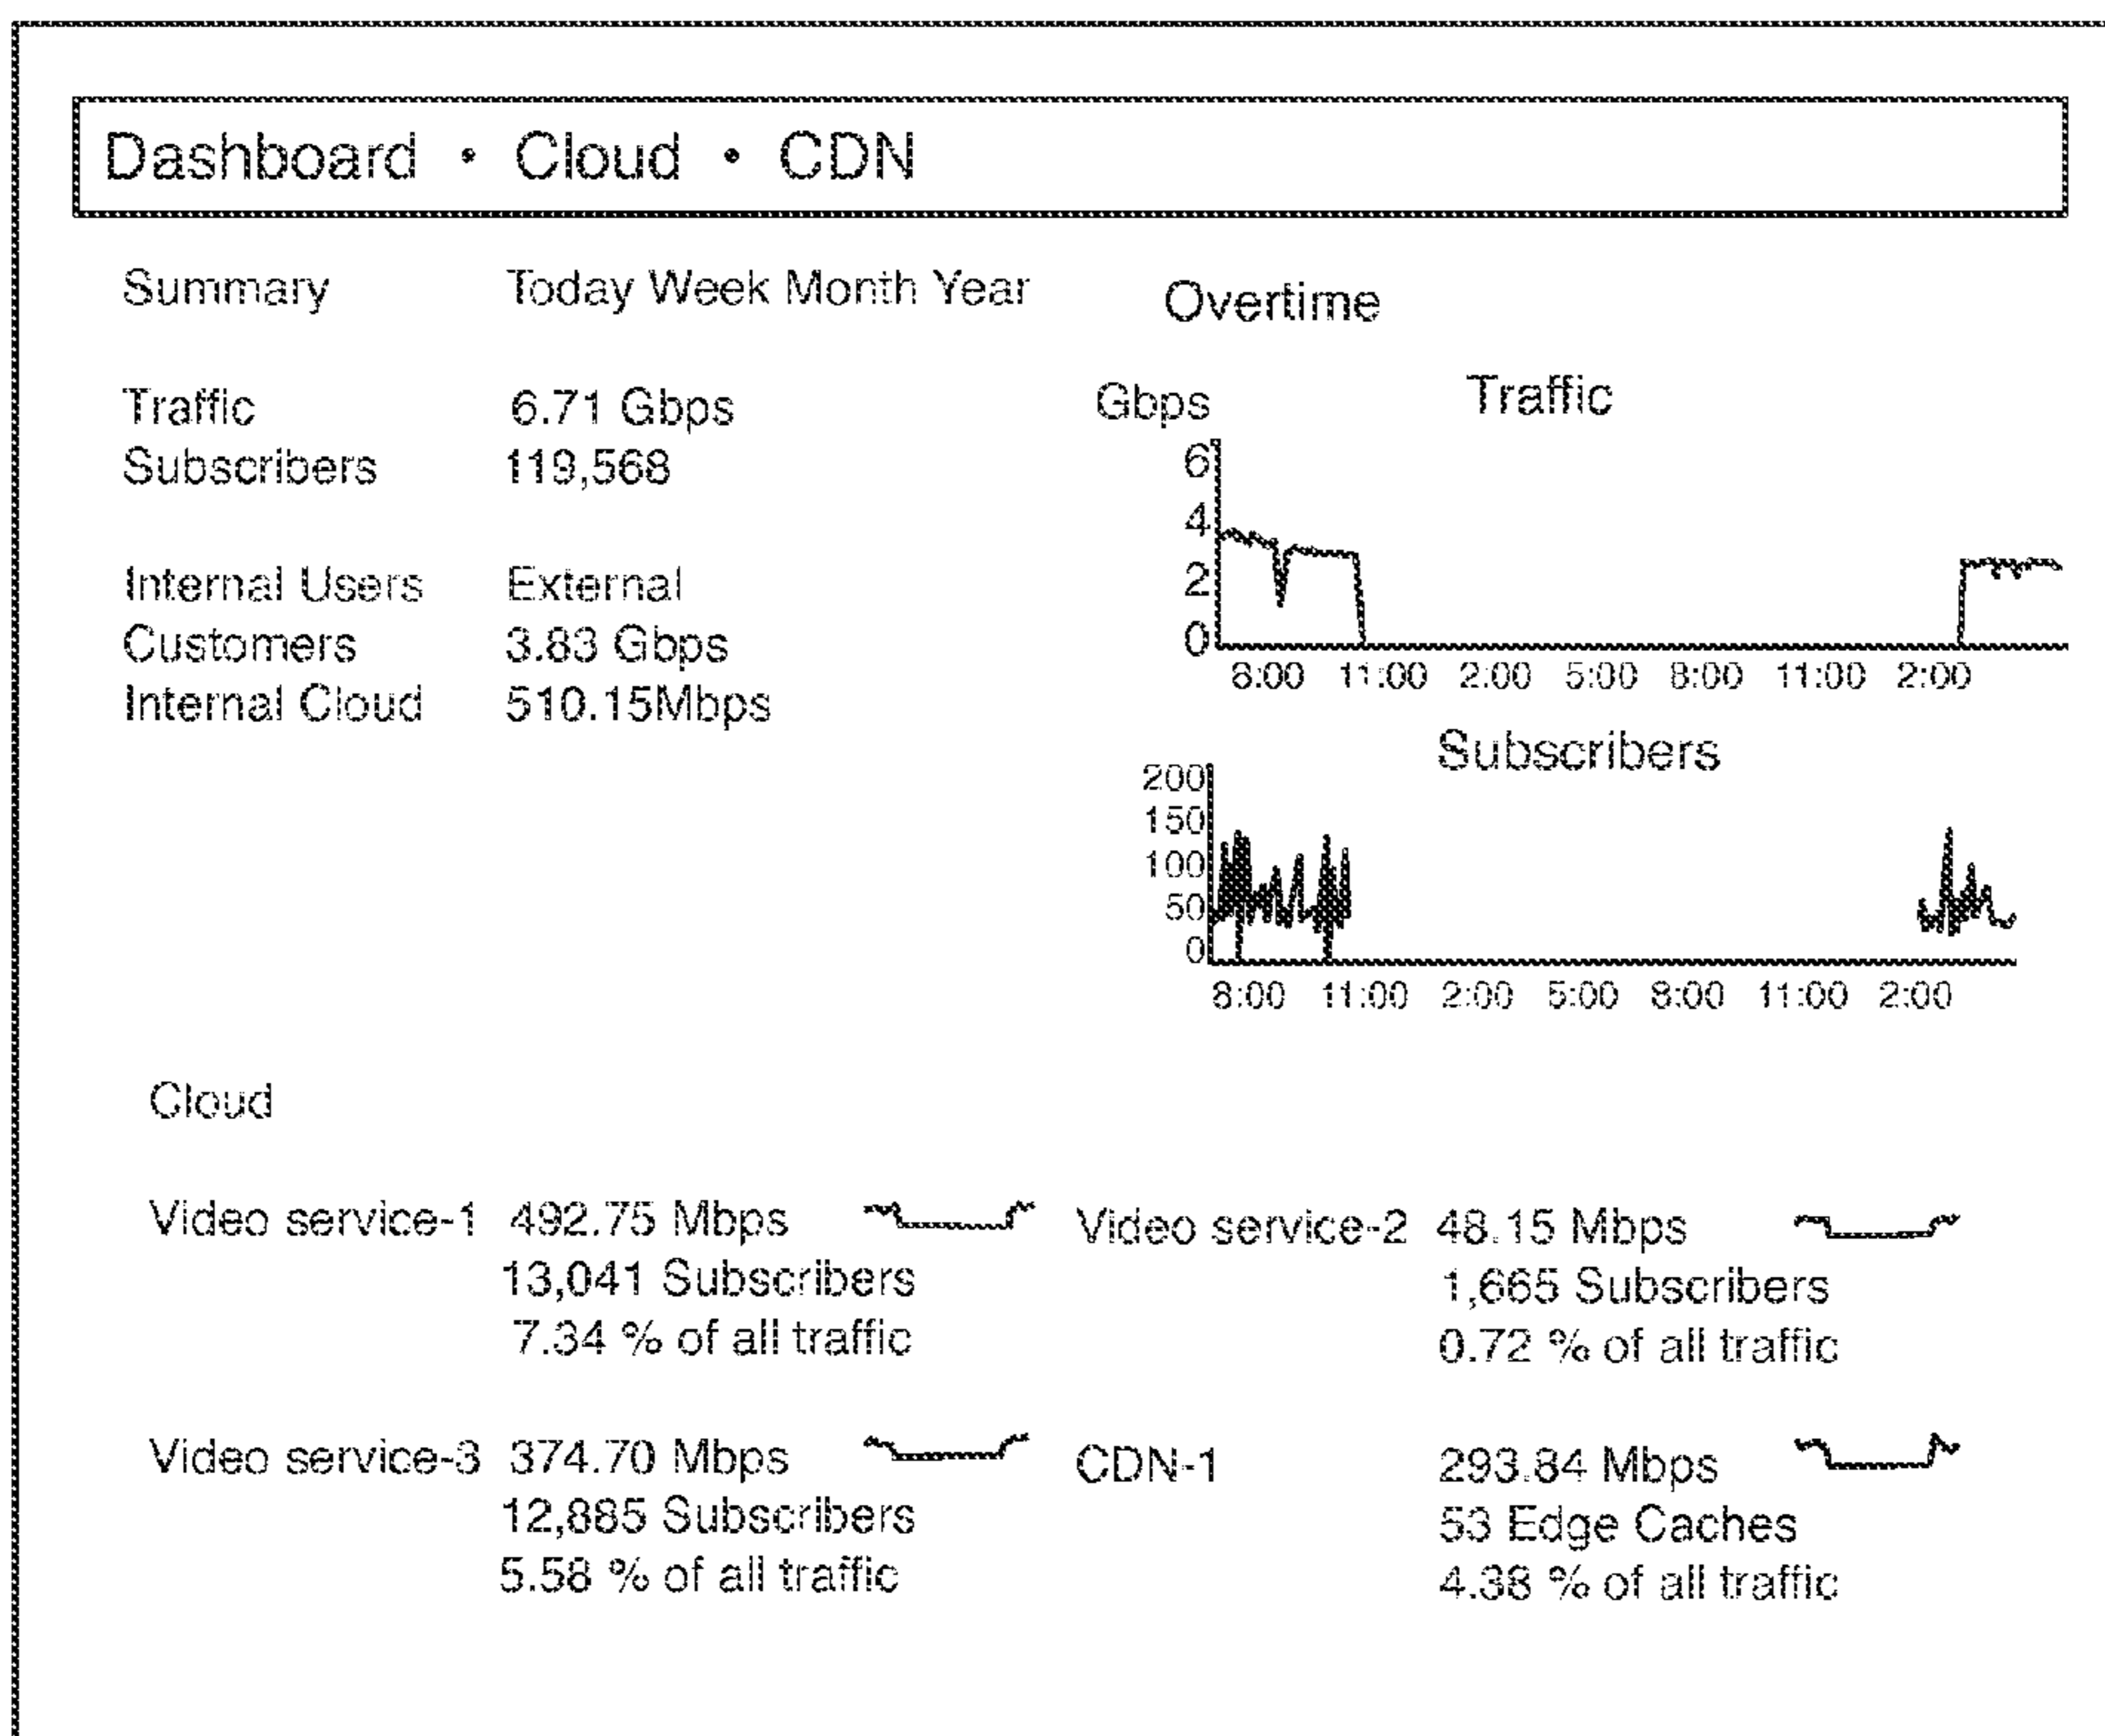 Dashboard • Cloud • CDN
Summary Today Week Month Year
Traffic 6.71 Gbps
Subscribers 119,568
Internal Users External
Customers 3.83 Gbps
Internal Cloud 510.15Mbps
Overtime
Gbps Traffic
6
4
2
0
8:00 11:00 2:00 5:00 8:00 11:00 2:00
Subscribers
200
150
100
50
0
8:00 11:00 2:00 5:00 8:00 11:00 2:00
Cloud
Video service-1 492.75 Mbps
13,041 Subscribers
7.34 % of all traffic
Video service-2 48.15 Mbps
1,665 Subscribers
0.72 % of all traffic
Video service-3 374.70 Mbps
12,885 Subscribers
5.58 % of all traffic
CDN-1 293.84 Mbps
53 Edge Caches
4.38 % of all traffic